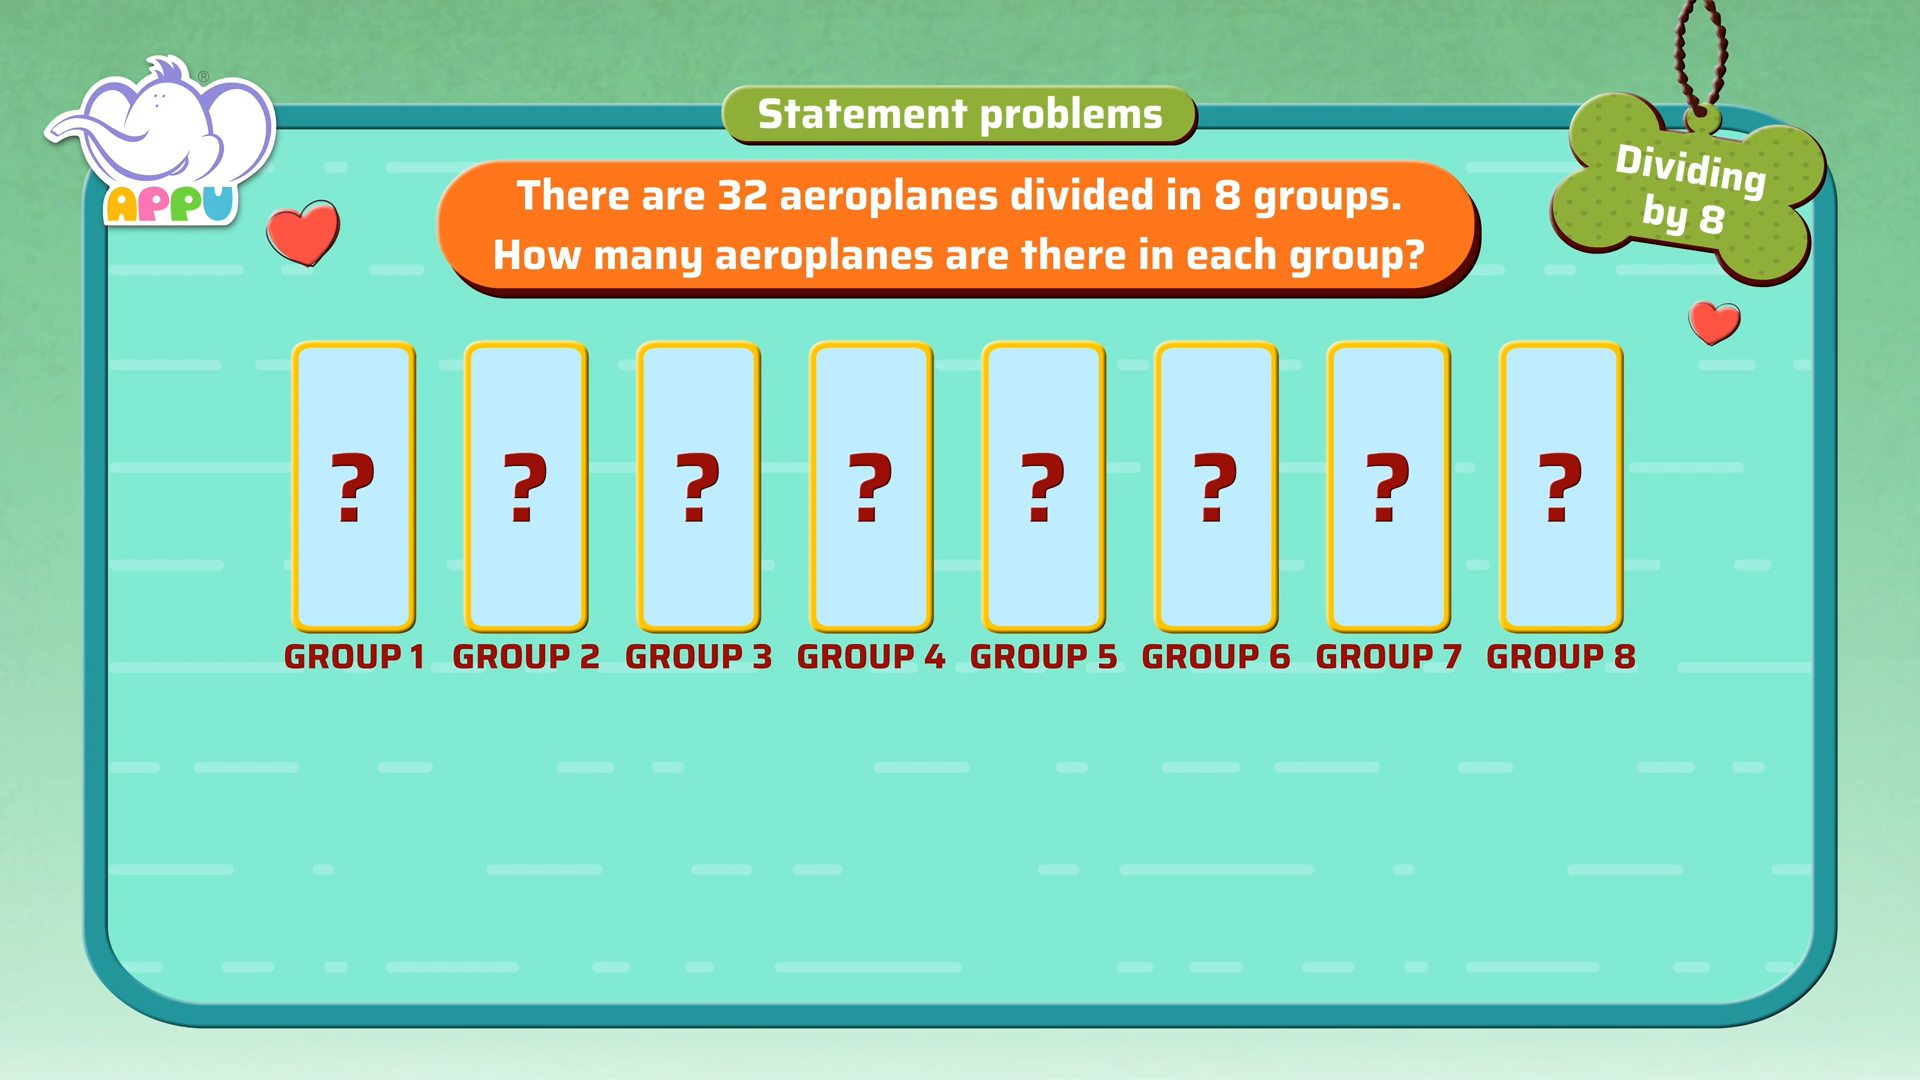 ®
APPU
Statement problems
Dividing
by 8
There are 32 aeroplanes divided in 8 groups.
How many aeroplanes are there in each group?
? ? ? ? ? ? ? ?
GROUP 1 GROUP 2 GROUP 3 GROUP 4 GROUP 5 GROUP 6 GROUP 7 GROUP 8